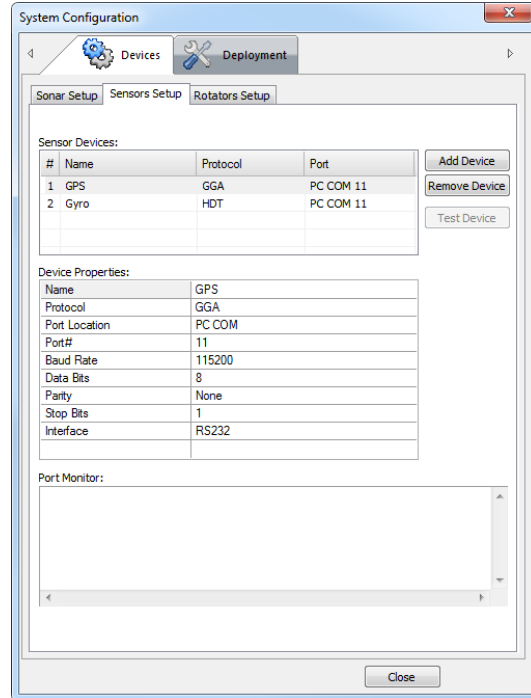 System Configuration
Devices
Deployment
Sonar Setup
Sensors Setup
Rotators Setup
Sensor Devices:
# Name Protocol Port
1 GPS GGA PC COM 11
2 Gyro HDT PC COM 11
Add Device
Remove Device
Test Device
Device Properties:
Name GPS
Protocol GGA
Port Location PC COM
Port# 11
Baud Rate 115200
Data Bits 8
Parity None
Stop Bits 1
Interface RS232
Port Monitor:
Close